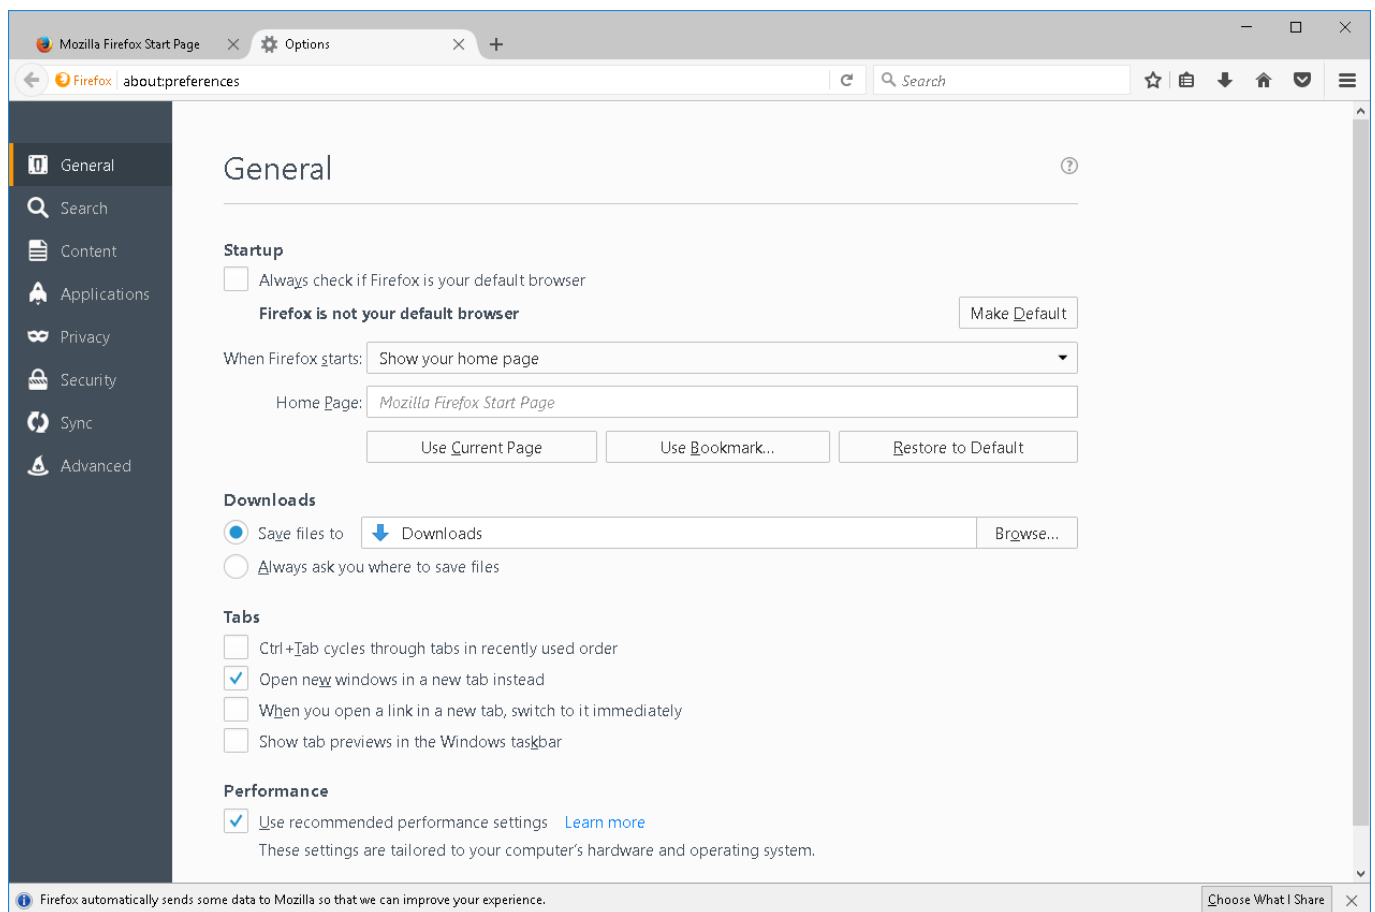 Mozilla Firefox Start Page
Options
Firefox
about:preferences
Search
General
Search
Content
Applications
Privacy
Security
Sync
Advanced
General
?
Startup
Always check if Firefox is your default browser
Firefox is not your default browser
Make Default
When Firefox starts:
Show your home page
Home Page:
Mozilla Firefox Start Page
Use Current Page
Use Bookmark...
Restore to Default
Downloads
Save files to
Downloads
Browse...
Always ask you where to save files
Tabs
Ctrl+Tab cycles through tabs in recently used order
Open new windows in a new tab instead
When you open a link in a new tab, switch to it immediately
Show tab previews in the Windows taskbar
Performance
Use recommended performance settings Learn more
These settings are tailored to your computer's hardware and operating system.
Firefox automatically sends some data to Mozilla so that we can improve your experience.
Choose What I Share